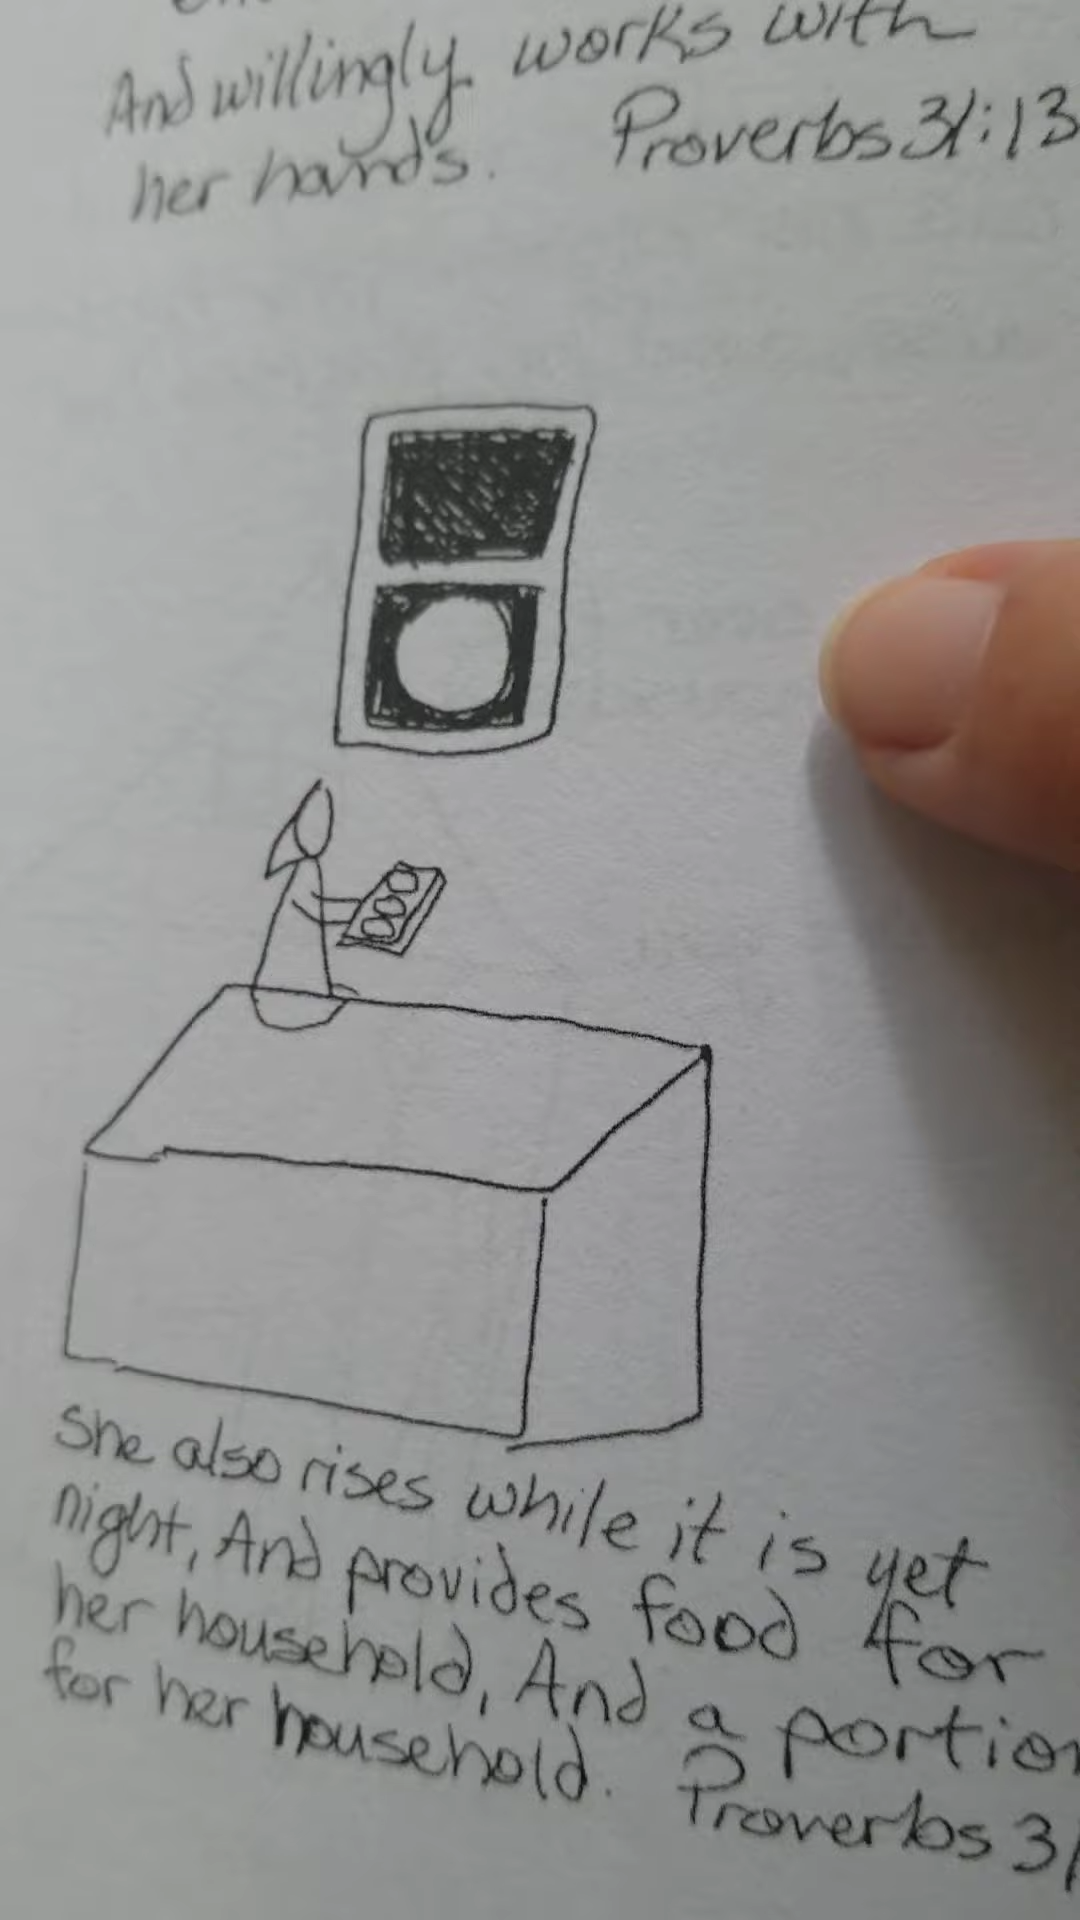 And willingly works with
her hands. Proverbs 31:13
She also rises while it is yet
night, And provides food for
her household, And a portion
for her household. Proverbs 31